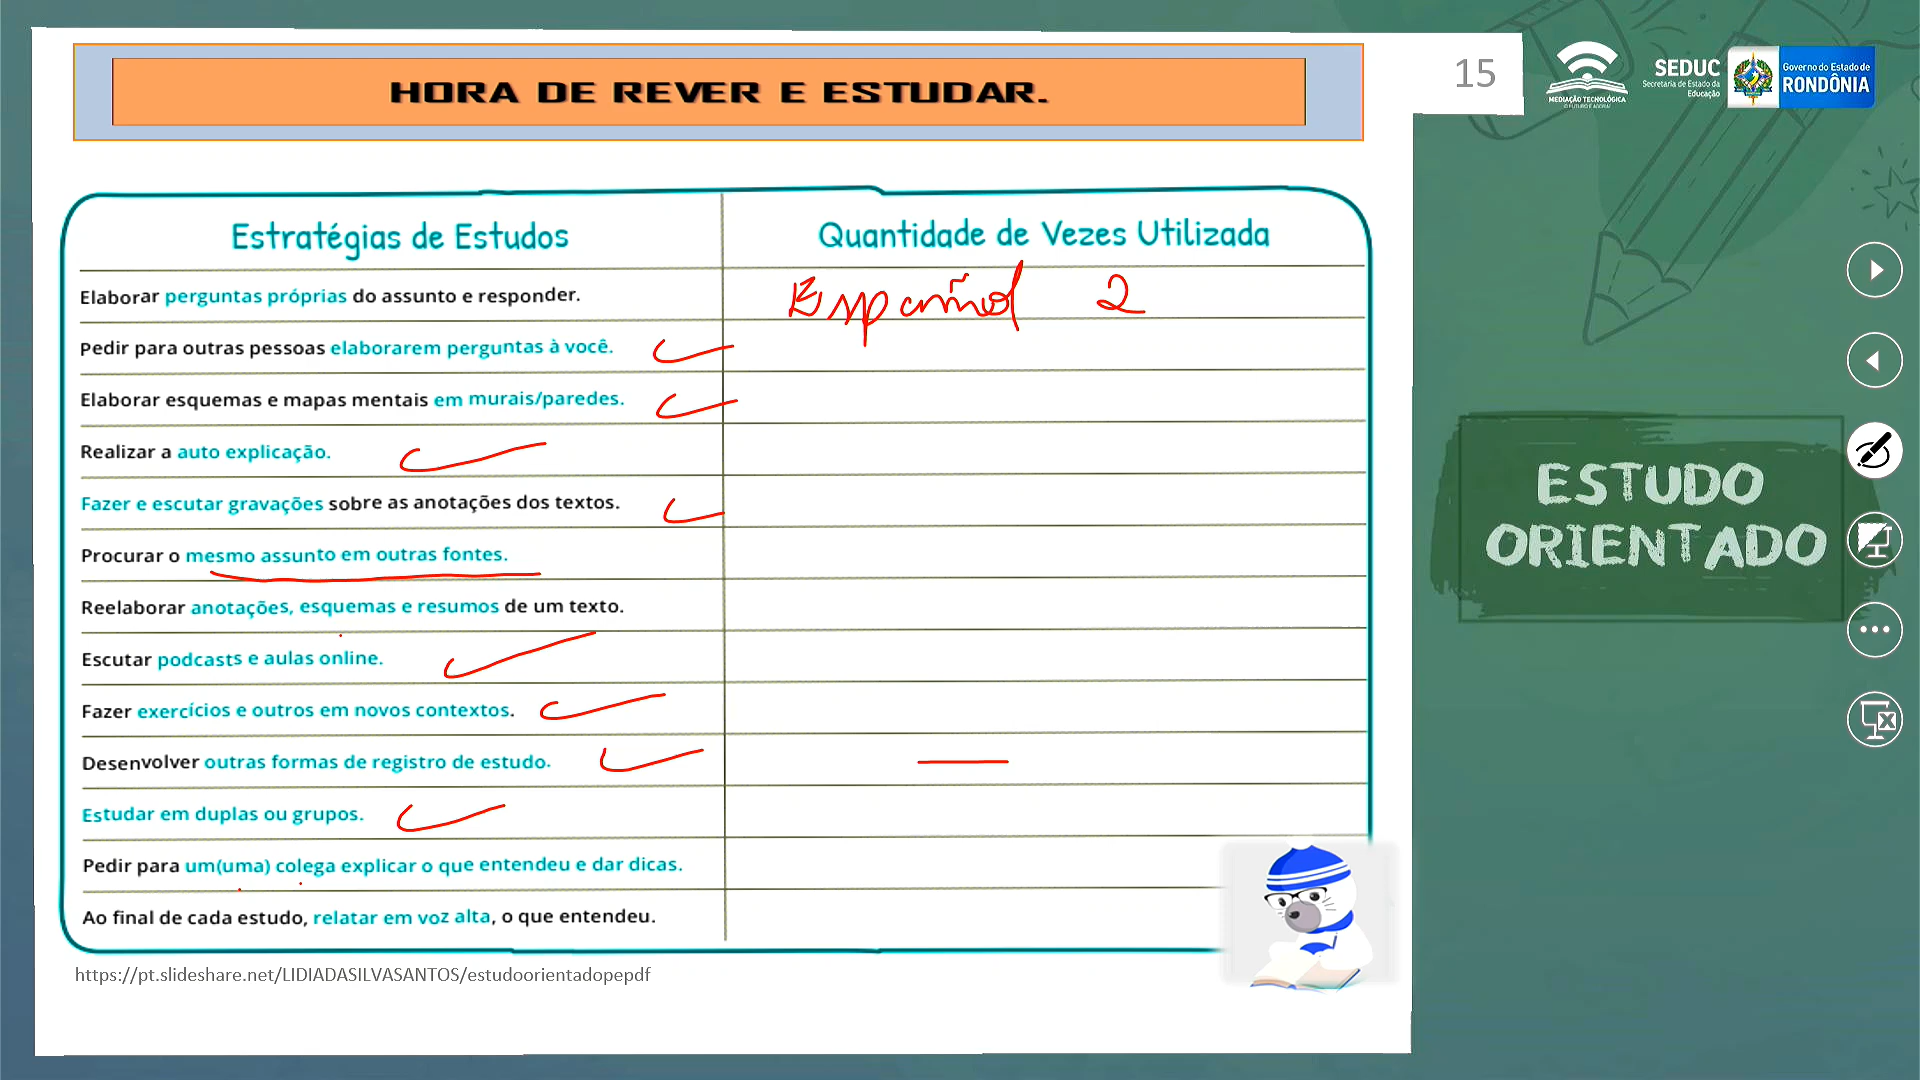 HORA DE REVER E ESTUDAR.
15
MEDIAÇÃO TECNOLÓGICA
O FUTURO É AGORA!
SEDUC
Secretaria de Estado da
Educação
Governo do Estado de
RONDÔNIA
Estratégias de Estudos
Quantidade de Vezes Utilizada
Elaborar perguntas próprias do assunto e responder.
Español 2
Pedir para outras pessoas elaborarem perguntas à você.
Elaborar esquemas e mapas mentais em murais/paredes.
Realizar a auto explicação.
Fazer e escutar gravações sobre as anotações dos textos.
Procurar o mesmo assunto em outras fontes.
Reelaborar anotações, esquemas e resumos de um texto.
Escutar podcasts e aulas online.
Fazer exercícios e outros em novos contextos.
Desenvolver outras formas de registro de estudo.
Estudar em duplas ou grupos.
Pedir para um(uma) colega explicar o que entendeu e dar dicas.
Ao final de cada estudo, relatar em voz alta, o que entendeu.
https://pt.slideshare.net/LIDIADASILVASANTOS/estudoorientadopepdf
ESTUDO
ORIENTADO